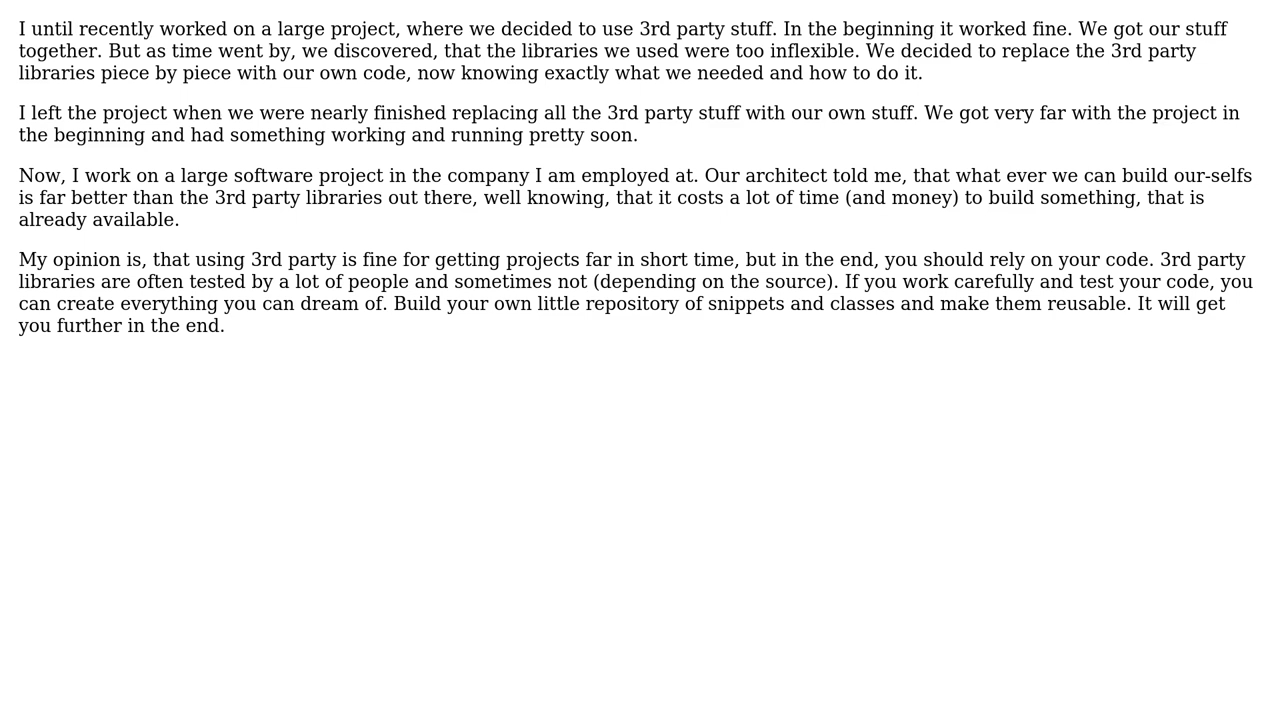 I until recently worked on a large project, where we decided to use 3rd party stuff. In the beginning it worked fine. We got our stuff
together. But as time went by, we discovered, that the libraries we used were too inflexible. We decided to replace the 3rd party
libraries piece by piece with our own code, now knowing exactly what we needed and how to do it.
I left the project when we were nearly finished replacing all the 3rd party stuff with our own stuff. We got very far with the project in
the beginning and had something working and running pretty soon.
Now, I work on a large software project in the company I am employed at. Our architect told me, that what ever we can build our-selfs
is far better than the 3rd party libraries out there, well knowing, that it costs a lot of time (and money) to build something, that is
already available.
My opinion is, that using 3rd party is fine for getting projects far in short time, but in the end, you should rely on your code. 3rd party
libraries are often tested by a lot of people and sometimes not (depending on the source). If you work carefully and test your code, you
can create everything you can dream of. Build your own little repository of snippets and classes and make them reusable. It will get
you further in the end.